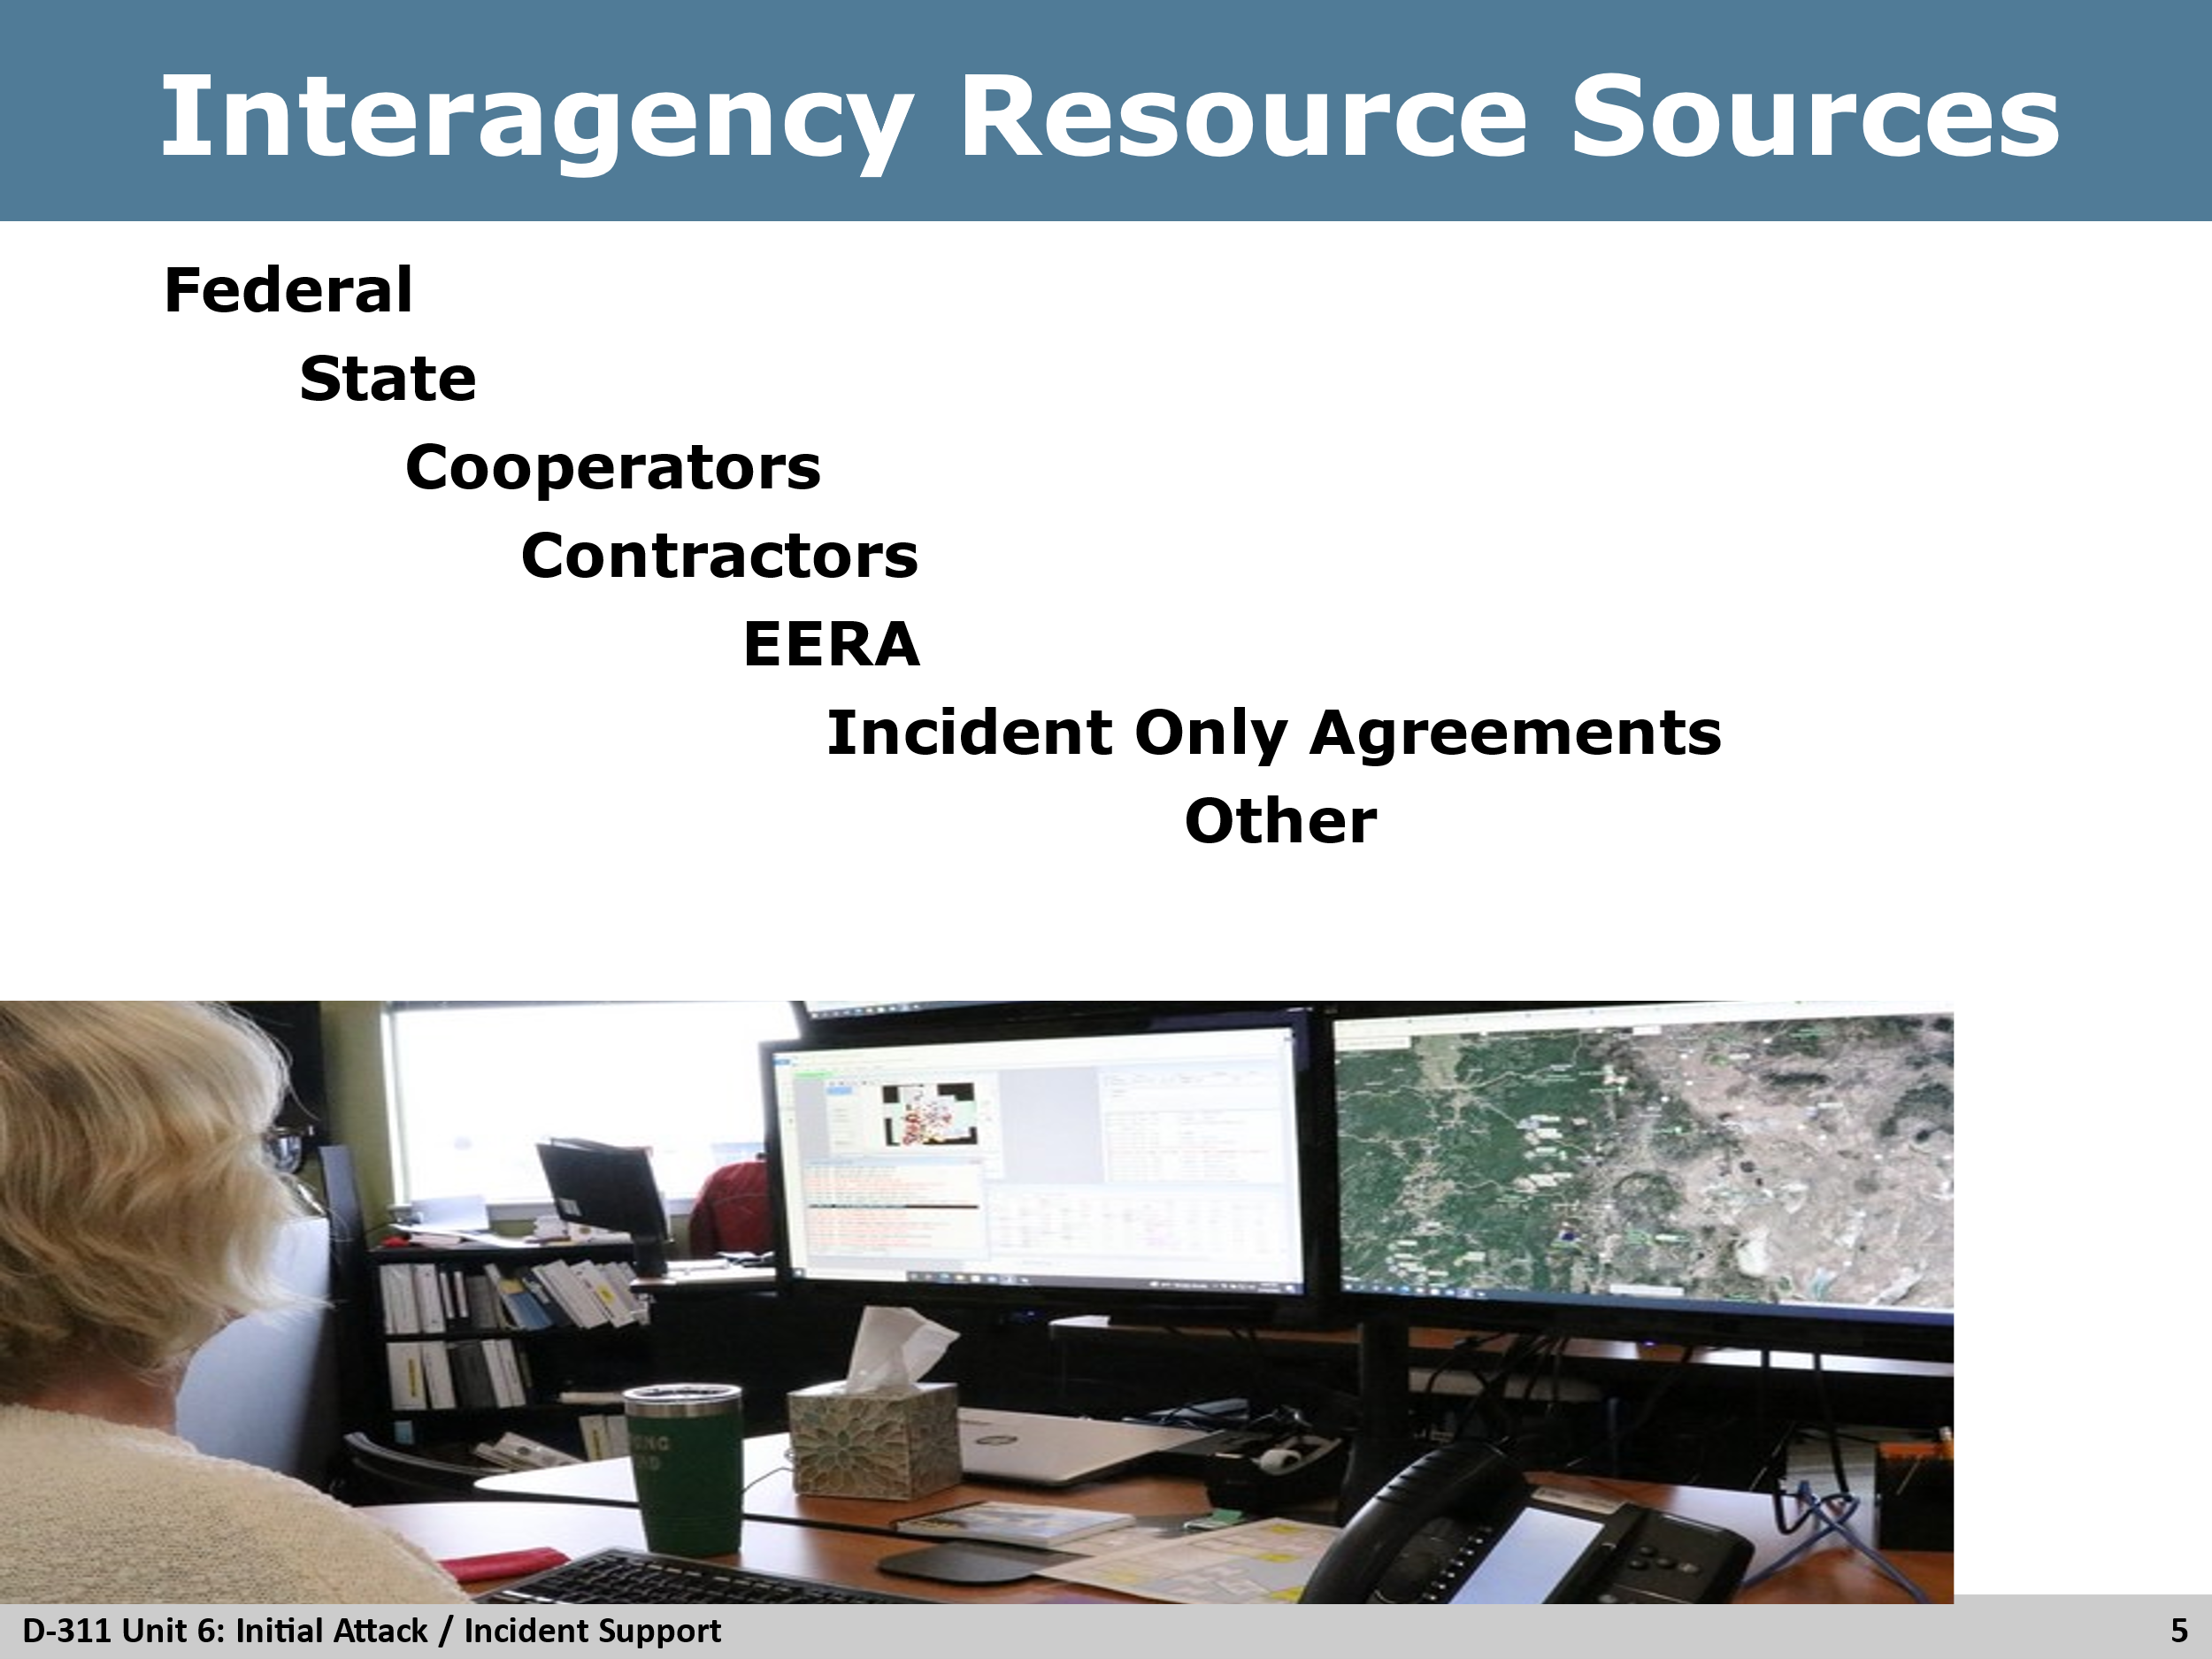 Interagency Resource Sources
Federal
State
Cooperators
Contractors
EERA
Incident Only Agreements
Other
D-311 Unit 6: Initial Attack / Incident Support
5